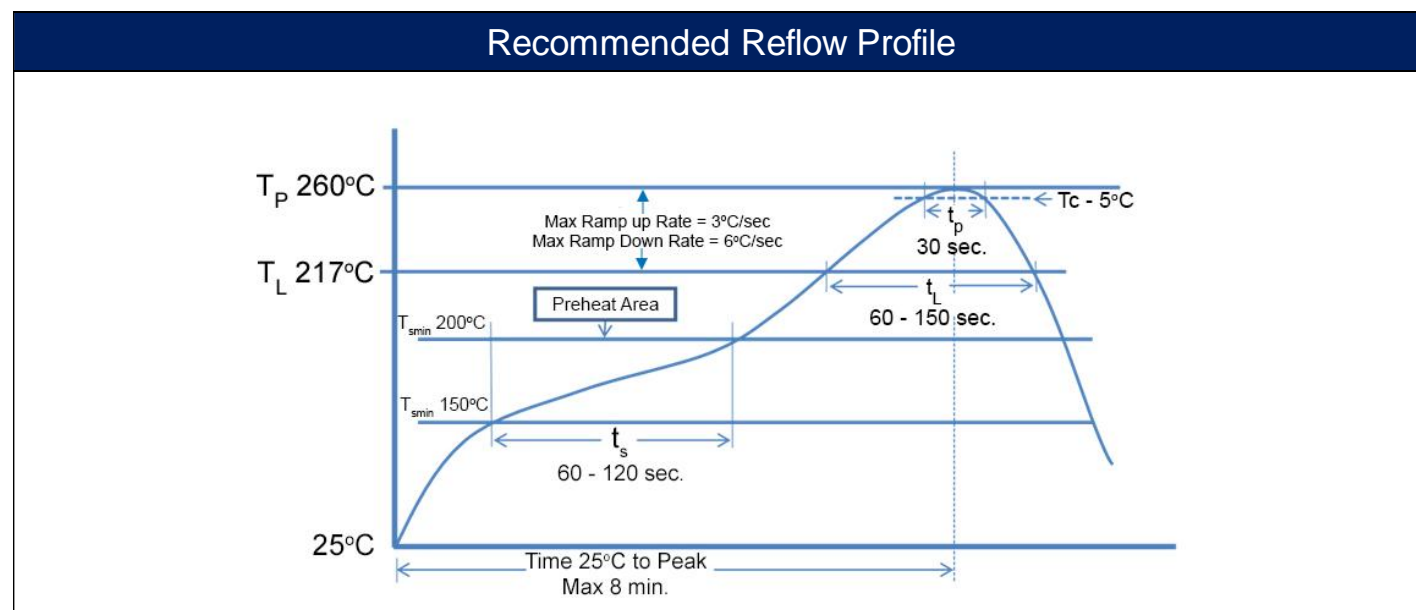 Recommended Reflow Profile
TP 260°C
Tc - 5°C
Max Ramp up Rate = 3°C/sec
Max Ramp Down Rate = 6°C/sec
tp
30 sec.
TL 217°C
tL
60 - 150 sec.
Preheat Area
Tsmin 200°C
Tsmin 150°C
ts
60 - 120 sec.
25°C
Time 25°C to Peak
Max 8 min.